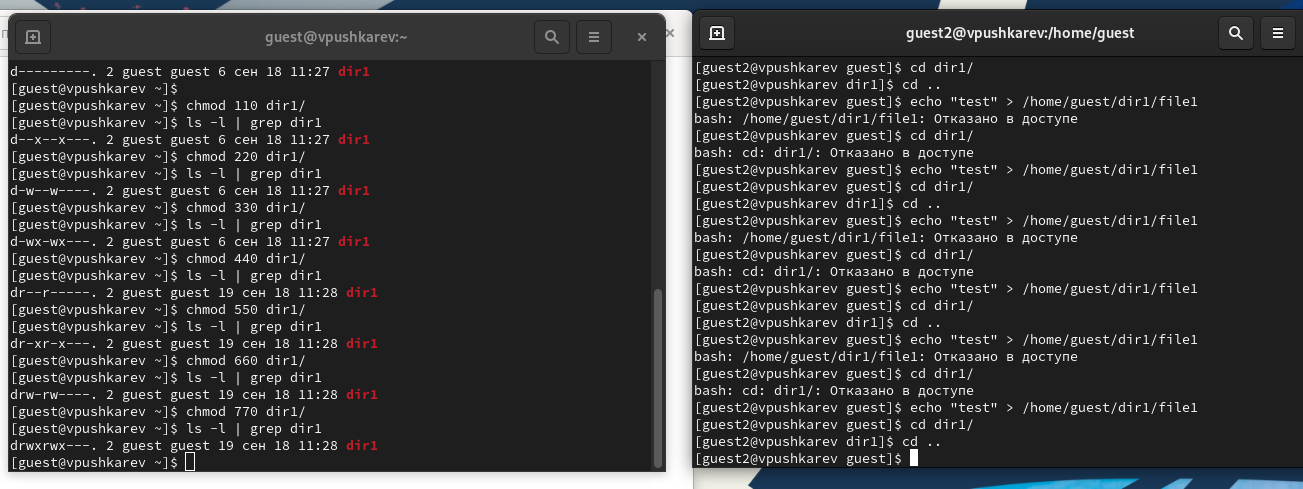 п
guest@vpushkarev:~
d---------. 2 guest guest 6 сен 18 11:27 dir1
[guest@vpushkarev ~]$
[guest@vpushkarev ~]$ chmod 110 dir1/
[guest@vpushkarev ~]$ ls -l | grep dir1
d--x--x---. 2 guest guest 6 сен 18 11:27 dir1
[guest@vpushkarev ~]$ chmod 220 dir1/
[guest@vpushkarev ~]$ ls -l | grep dir1
d-w--w----. 2 guest guest 6 сен 18 11:27 dir1
[guest@vpushkarev ~]$ chmod 330 dir1/
[guest@vpushkarev ~]$ ls -l | grep dir1
d-wx-wx---. 2 guest guest 6 сен 18 11:27 dir1
[guest@vpushkarev ~]$ chmod 440 dir1/
[guest@vpushkarev ~]$ ls -l | grep dir1
dr--r-----. 2 guest guest 19 сен 18 11:28 dir1
[guest@vpushkarev ~]$ chmod 550 dir1/
[guest@vpushkarev ~]$ ls -l | grep dir1
dr-xr-x---. 2 guest guest 19 сен 18 11:28 dir1
[guest@vpushkarev ~]$ chmod 660 dir1/
[guest@vpushkarev ~]$ ls -l | grep dir1
drw-rw----. 2 guest guest 19 сен 18 11:28 dir1
[guest@vpushkarev ~]$ chmod 770 dir1/
[guest@vpushkarev ~]$ ls -l | grep dir1
drwxrwx---. 2 guest guest 19 сен 18 11:28 dir1
[guest@vpushkarev ~]$
guest2@vpushkarev:/home/guest
[guest2@vpushkarev guest]$ cd dir1/
[guest2@vpushkarev dir1]$ cd ..
[guest2@vpushkarev guest]$ echo "test" > /home/guest/dir1/file1
bash: /home/guest/dir1/file1: Отказано в доступе
[guest2@vpushkarev guest]$ cd dir1/
bash: cd: dir1/: Отказано в доступе
[guest2@vpushkarev guest]$ echo "test" > /home/guest/dir1/file1
[guest2@vpushkarev guest]$ cd dir1/
[guest2@vpushkarev dir1]$ cd ..
[guest2@vpushkarev guest]$ echo "test" > /home/guest/dir1/file1
bash: /home/guest/dir1/file1: Отказано в доступе
[guest2@vpushkarev guest]$ cd dir1/
bash: cd: dir1/: Отказано в доступе
[guest2@vpushkarev guest]$ echo "test" > /home/guest/dir1/file1
[guest2@vpushkarev guest]$ cd dir1/
[guest2@vpushkarev dir1]$ cd ..
[guest2@vpushkarev guest]$ echo "test" > /home/guest/dir1/file1
bash: /home/guest/dir1/file1: Отказано в доступе
[guest2@vpushkarev guest]$ cd dir1/
bash: cd: dir1/: Отказано в доступе
[guest2@vpushkarev guest]$ echo "test" > /home/guest/dir1/file1
[guest2@vpushkarev guest]$ cd dir1/
[guest2@vpushkarev dir1]$ cd ..
[guest2@vpushkarev guest]$